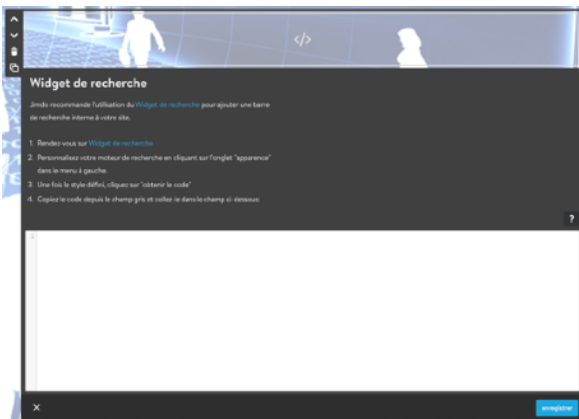 </>
Widget de recherche
Jimdo recommande l'utilisation du Widget de recherche pour ajouter une barre
de recherche interne à votre site.
1. Rendez-vous sur Widget de recherche
2. Personnalisez votre moteur de recherche en cliquant sur l'onglet "apparence"
dans le menu à gauche.
3. Une fois le style défini, cliquez sur "obtenir le code"
4. Copiez le code depuis le champ gris et collez le dans le champ ci-dessous:
?
1
enregistrer